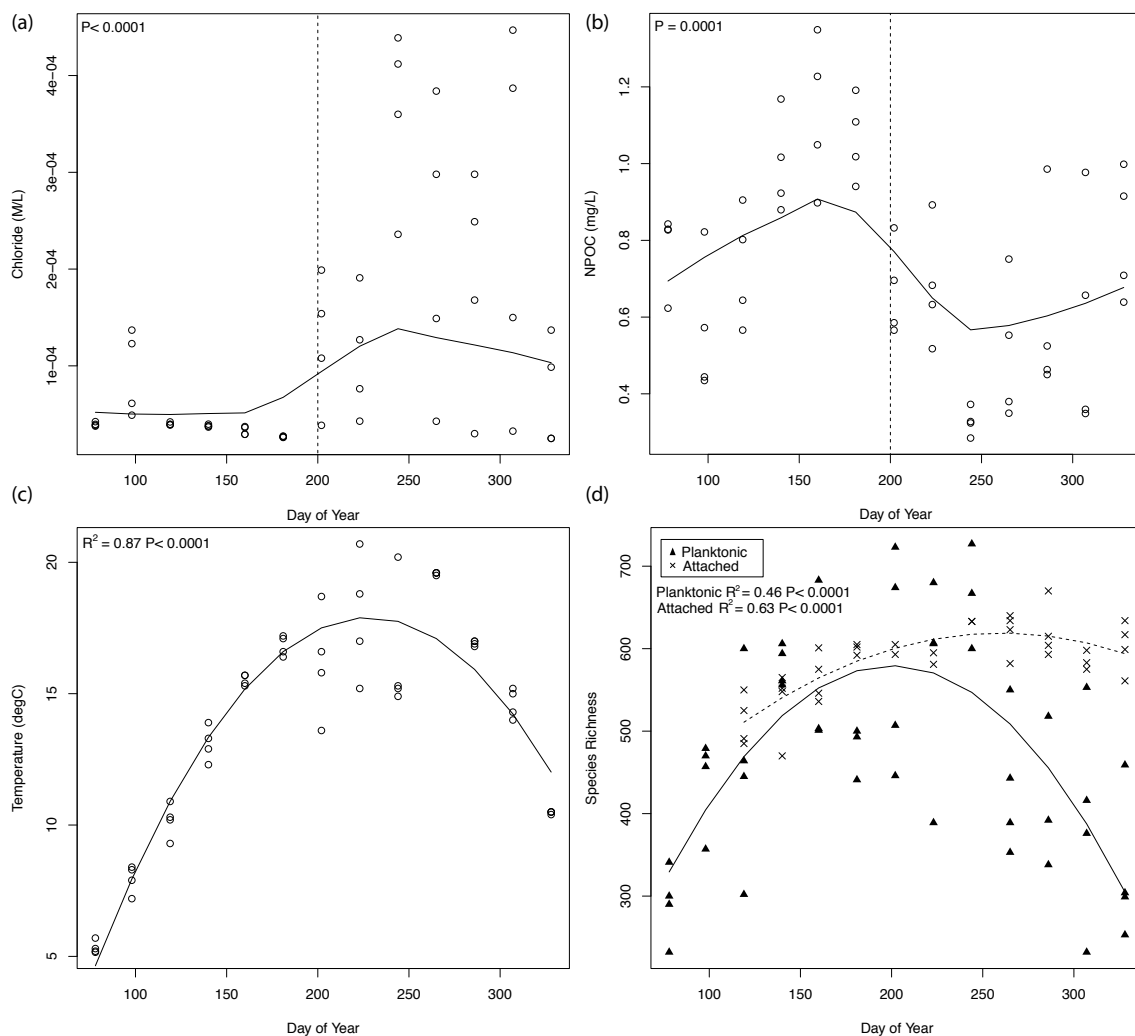 (a)
P< 0.0001
Chloride (M/L)
4e−04
3e−04
2e−04
1e−04
100 150 200 250 300
Day of Year
(b)
P = 0.0001
NPOC (mg/L)
1.2
1.0
0.8
0.6
0.4
100 150 200 250 300
Day of Year
(c)
R² = 0.87 P< 0.0001
Temperature (degC)
20
15
10
5
100 150 200 250 300
Day of Year
(d)
Planktonic
Attached
Planktonic R² = 0.46 P< 0.0001
Attached R² = 0.63 P< 0.0001
Species Richness
700
600
500
400
300
100 150 200 250 300
Day of Year